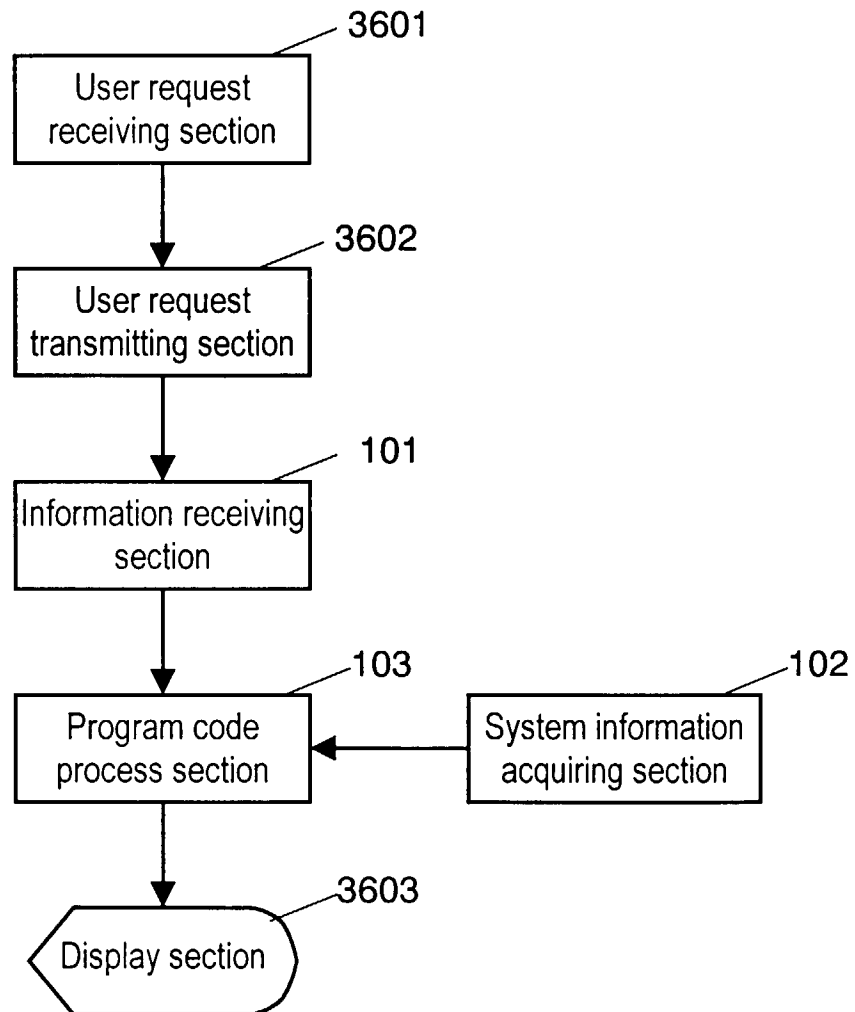 3601
User request
receiving section
3602
User request
transmitting section
101
Information receiving
section
103
Program code
process section
102
System information
acquiring section
3603
Display section